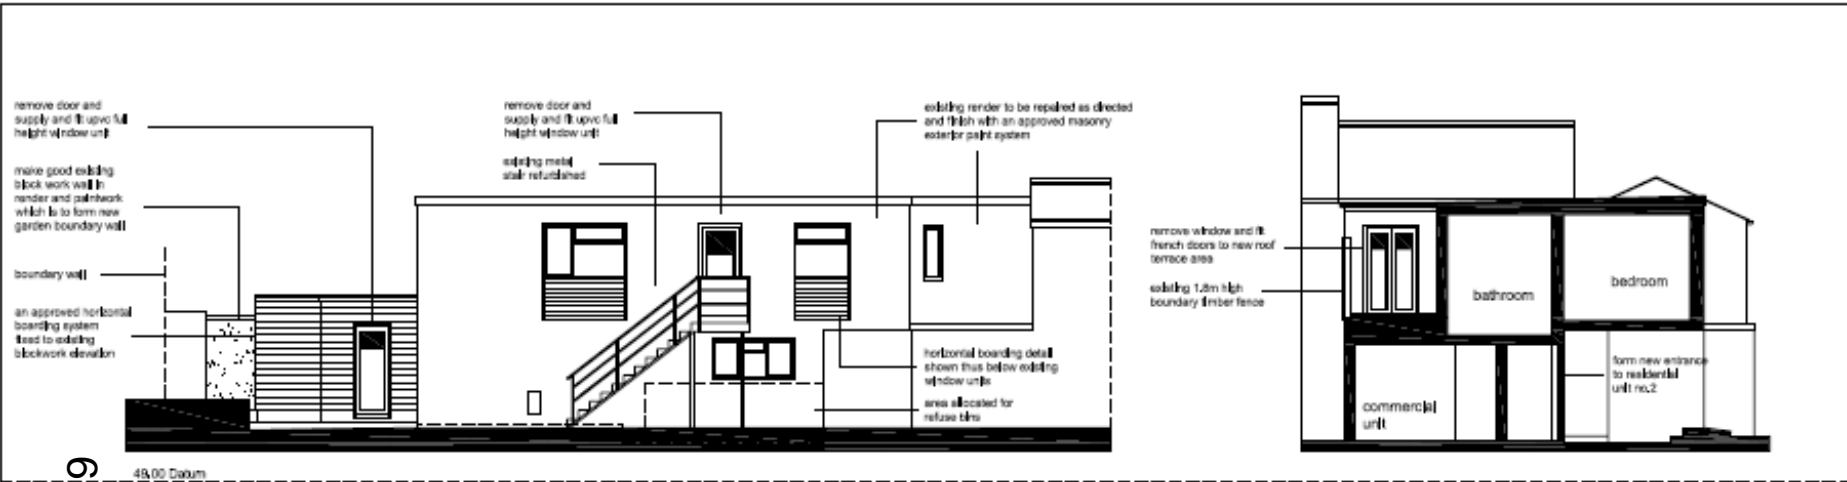 remove door and
supply and fit upvc full
height window unit
make good existing
block work wall in
render and paintwork
which is to form new
garden boundary wall
boundary wall
an approved horizontal
boarding system
fixed to existing
blockwork elevation
remove door and
supply and fit upvc full
height window unit
existing metal
stair refurbished
existing render to be repaired as directed
and finish with an approved masonry
exterior paint system
horizontal boarding detail
shown thus below existing
window units
area allocated for
refuse bins
49.00 Datum
9
remove window and fit
french doors to new roof
terrace area
existing 1.8m high
boundary timber fence
bathroom
bedroom
commercial
unit
form new entrance
to residential
unit no.2